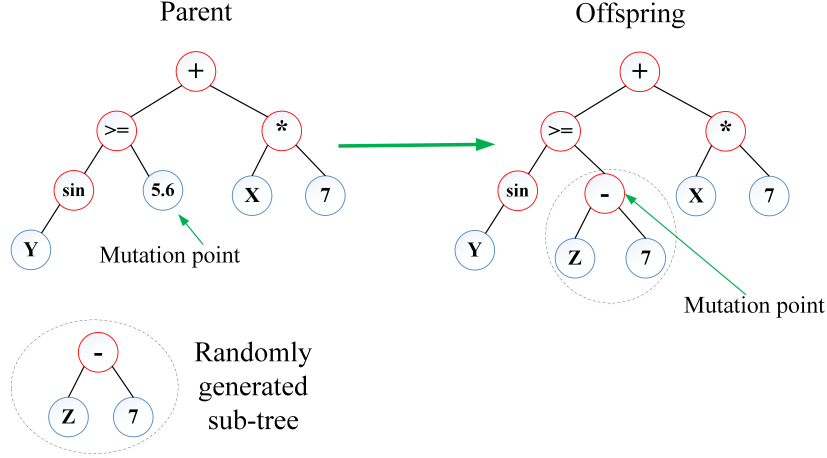 Parent
Offspring
+
+
>=
*
>=
*
sin
5.6
X
7
sin
-
X
7
Y
Mutation point
Y
Z
7
Mutation point
-
Z
7
Randomly
generated
sub-tree